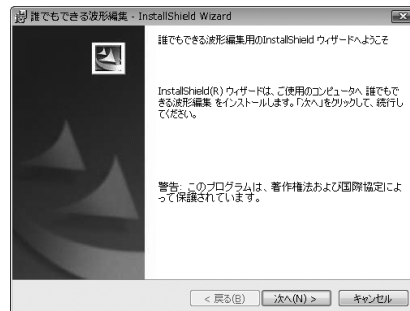 誰でもできる波形編集 - InstallShield Wizard
誰でもできる波形編集用のInstallShield ウィザードへようこそ
InstallShield(R) ウィザードは、ご使用のコンピュータへ 誰でもで
きる波形編集 をインストールします。「次へ」をクリックして、続行し
てください。
警告: このプログラムは、著作権法および国際協定によ
って保護されています。
< 戻る(B)
次へ(N) >
キャンセル